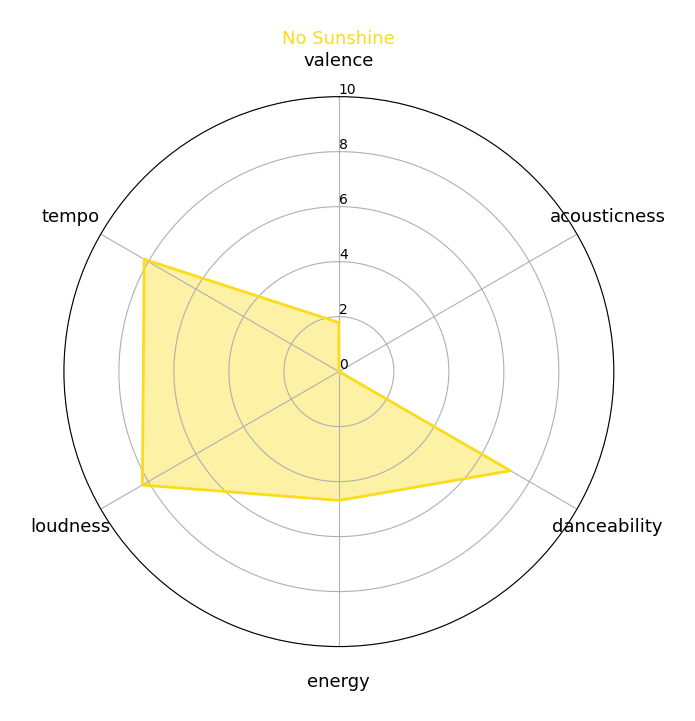 No Sunshine
valence
10
8
6
4
2
0
tempo
acousticness
loudness
danceability
energy